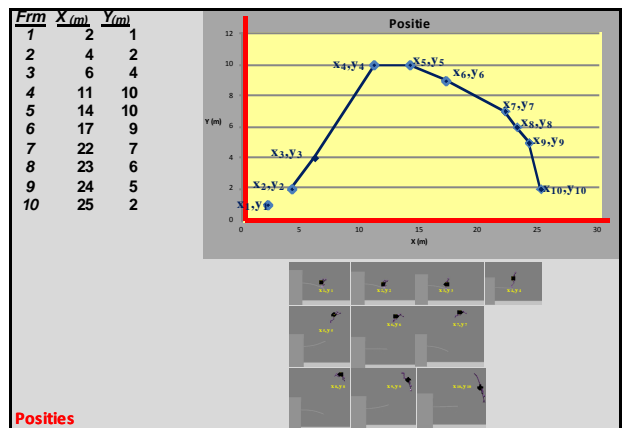 Frm X (m) Y(m)
1 2 1
2 4 2
3 6 4
4 11 10
5 14 10
6 17 9
7 22 7
8 23 6
9 24 5
10 25 2
Positie
12
10
8
6
4
2
0
Y (m)
x₁,y₁
x₂,y₂
x₃,y₃
x₄,y₄
x₅,y₅
x₆,y₆
x₇,y₇
x₈,y₈
x₉,y₉
x₁₀,y₁₀
0 5 10 15 20 25 30
X (m)
Posities